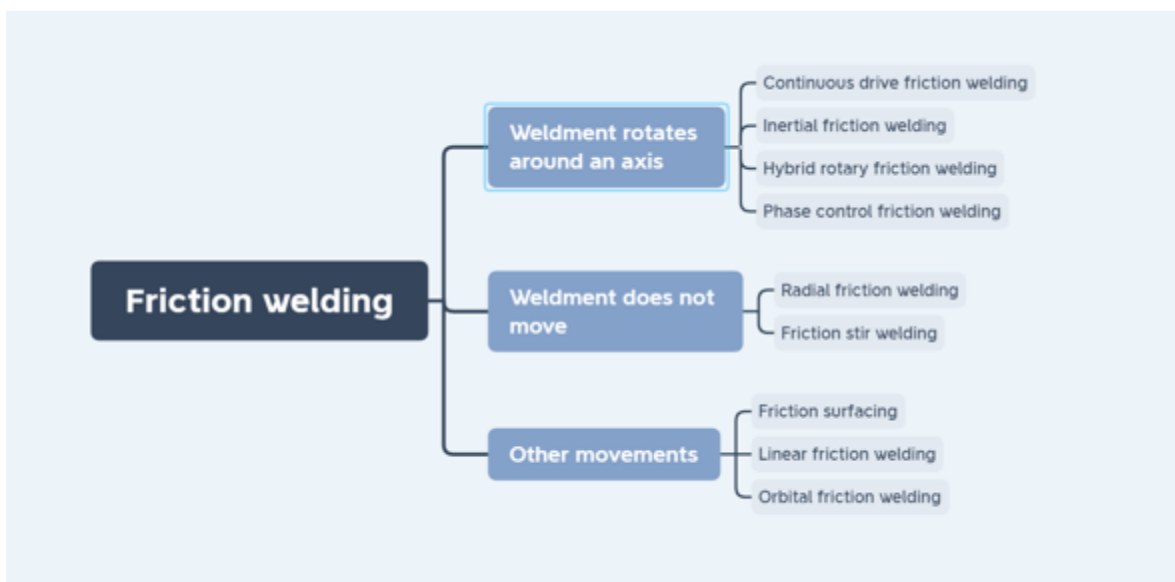 Friction welding
Weldment rotates
around an axis
Continuous drive friction welding
Inertial friction welding
Hybrid rotary friction welding
Phase control friction welding
Weldment does not
move
Radial friction welding
Friction stir welding
Other movements
Friction surfacing
Linear friction welding
Orbital friction welding